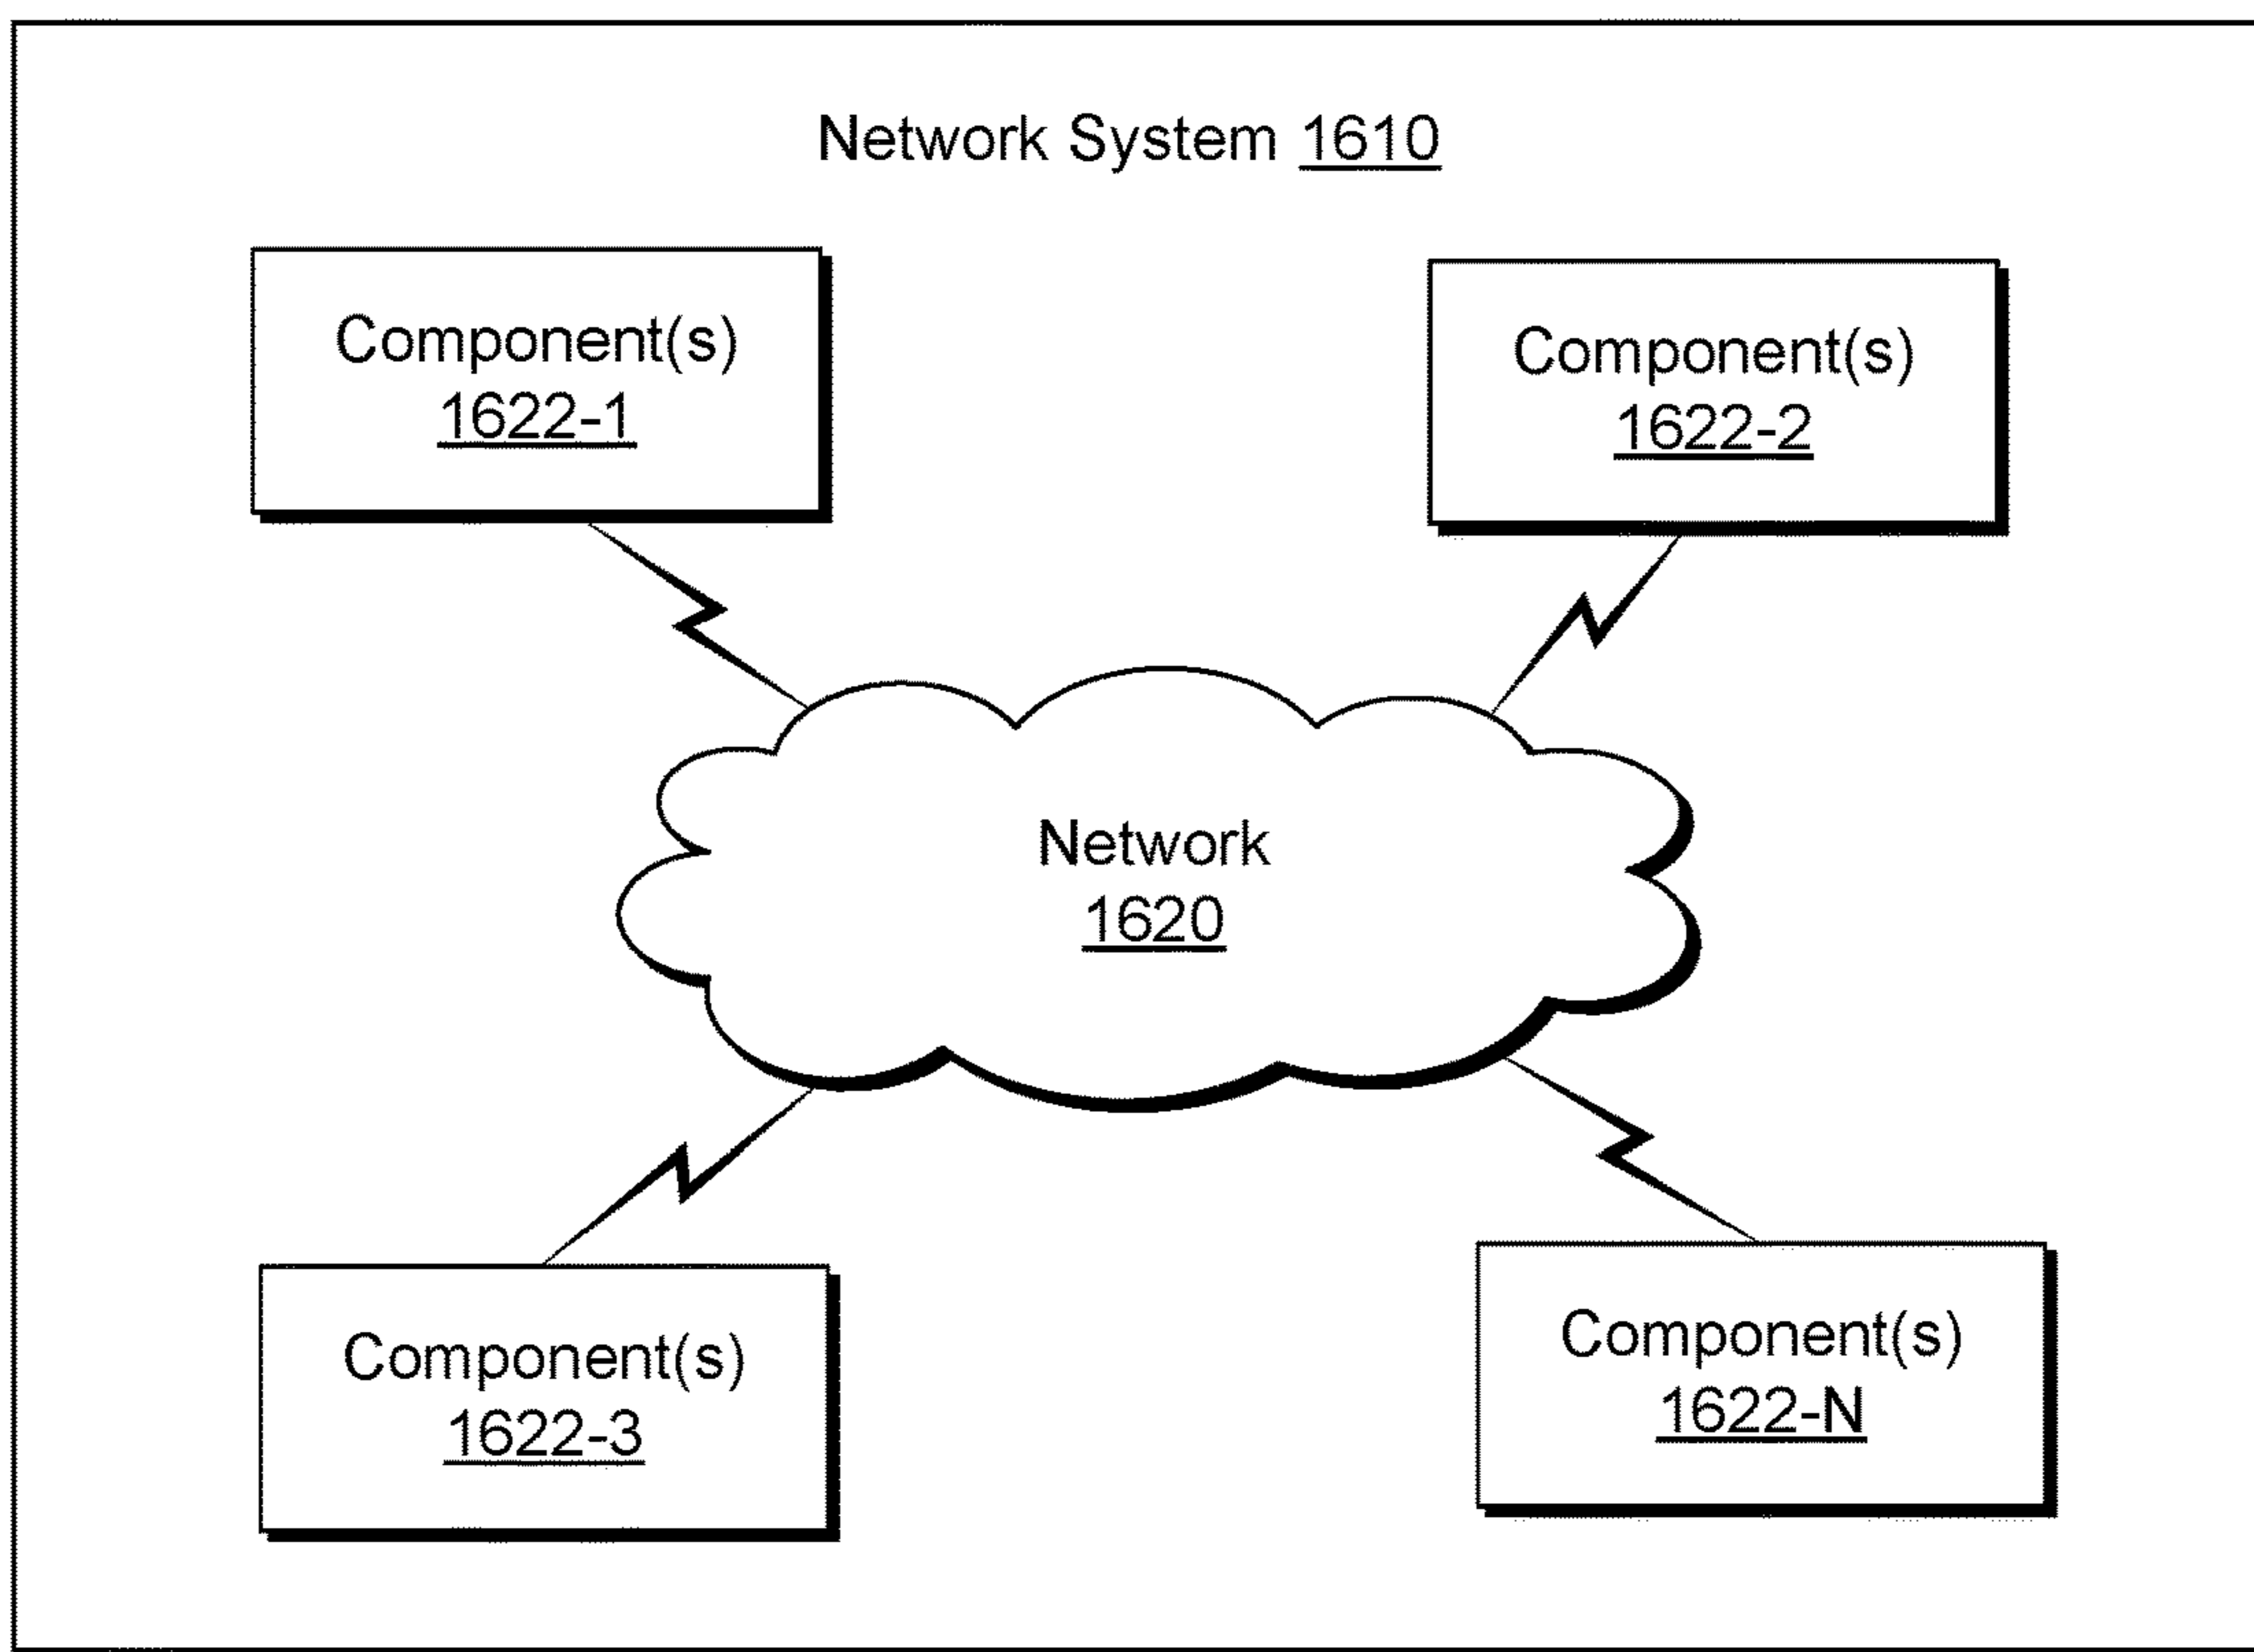 Network System 1610
Component(s)
1622-1
Component(s)
1622-2
Network
1620
Component(s)
1622-3
Component(s)
1622-N